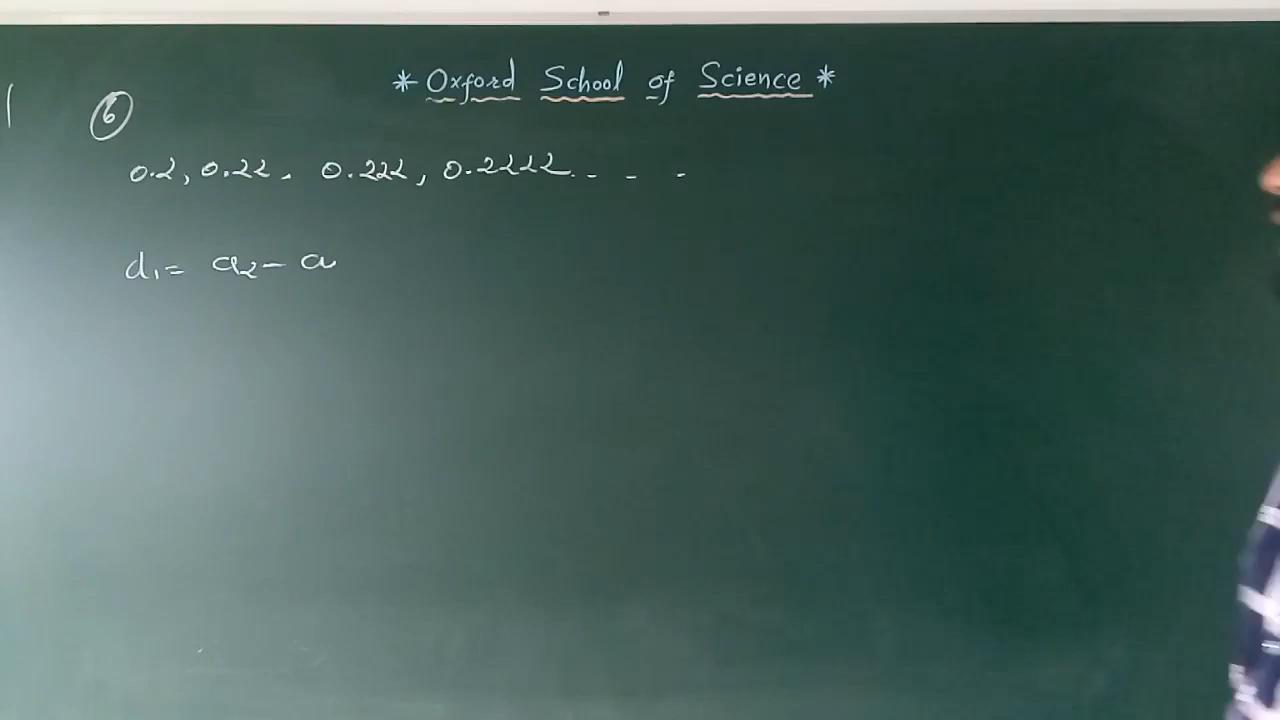 * Oxford School of Science *
6
0.2, 0.22, 0.222, 0.2222 . . . .
d₁ = a₂ - a